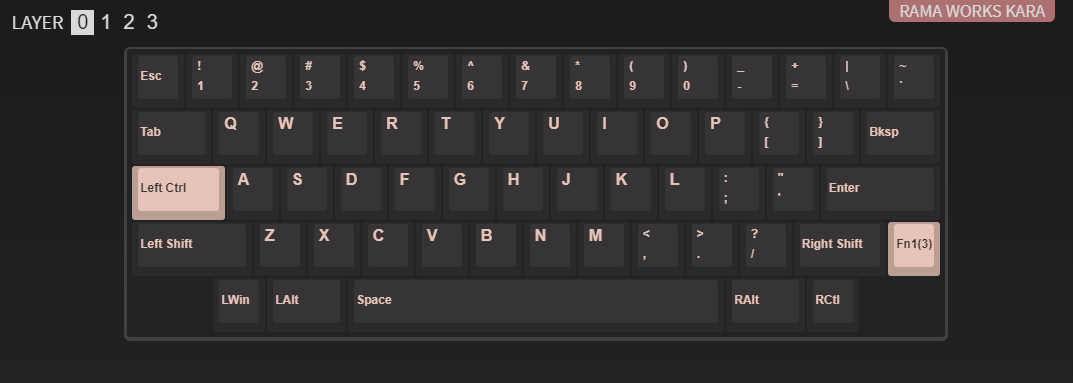 LAYER 0 1 2 3
RAMA WORKS KARA
Esc ! @ # $ % ^ & * ( ) _ + | ~
1 2 3 4 5 6 7 8 9 0 - = \ `
Tab Q W E R T Y U I O P { } Bksp
[ ]
Left Ctrl A S D F G H J K L : " Enter
; '
Left Shift Z X C V B N M < > ? Right Shift Fn1(3)
, . /
LWin LAlt Space RAlt RCtl